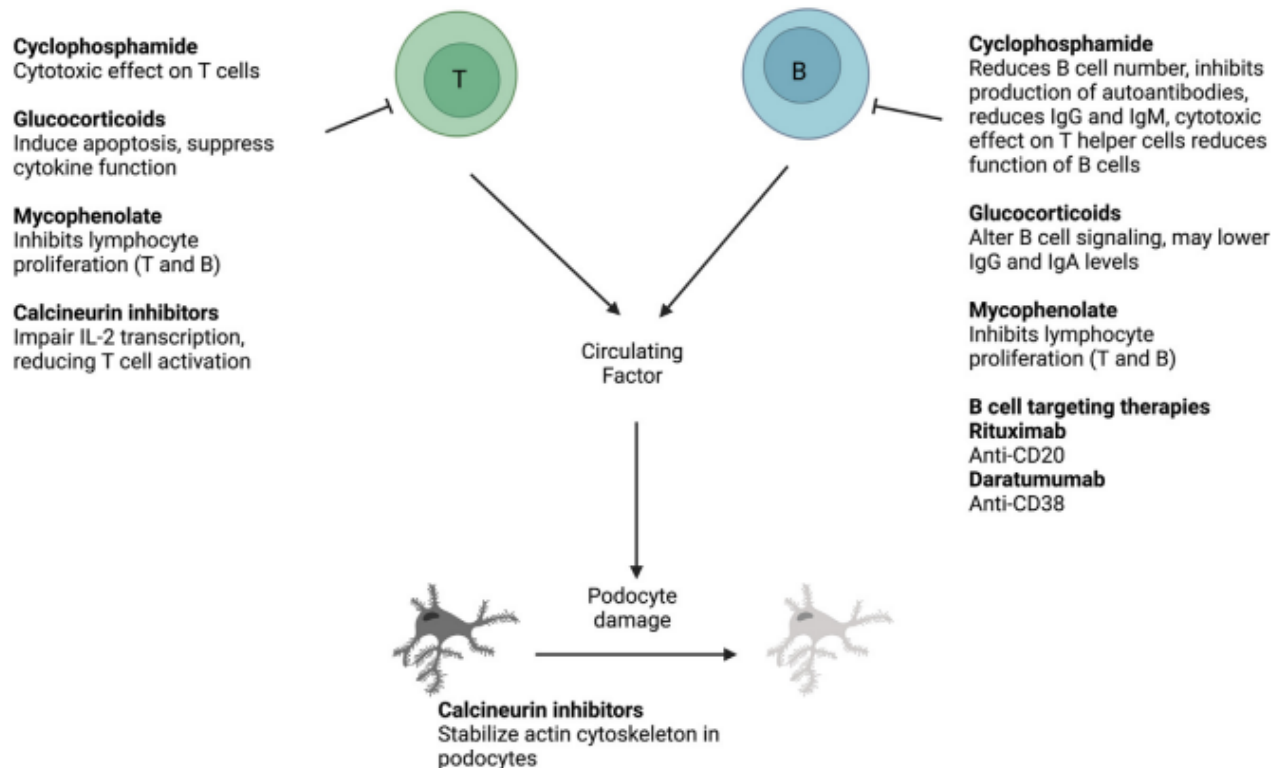 Cyclophosphamide
Cytotoxic effect on T cells
Glucocorticoids
Induce apoptosis, suppress
cytokine function
Mycophenolate
Inhibits lymphocyte
proliferation (T and B)
Calcineurin inhibitors
Impair IL-2 transcription,
reducing T cell activation
T
B
Cyclophosphamide
Reduces B cell number, inhibits
production of autoantibodies,
reduces IgG and IgM, cytotoxic
effect on T helper cells reduces
function of B cells
Glucocorticoids
Alter B cell signaling, may lower
IgG and IgA levels
Mycophenolate
Inhibits lymphocyte
proliferation (T and B)
B cell targeting therapies
Rituximab
Anti-CD20
Daratumumab
Anti-CD38
Circulating
Factor
Podocyte
damage
Calcineurin inhibitors
Stabilize actin cytoskeleton in
podocytes